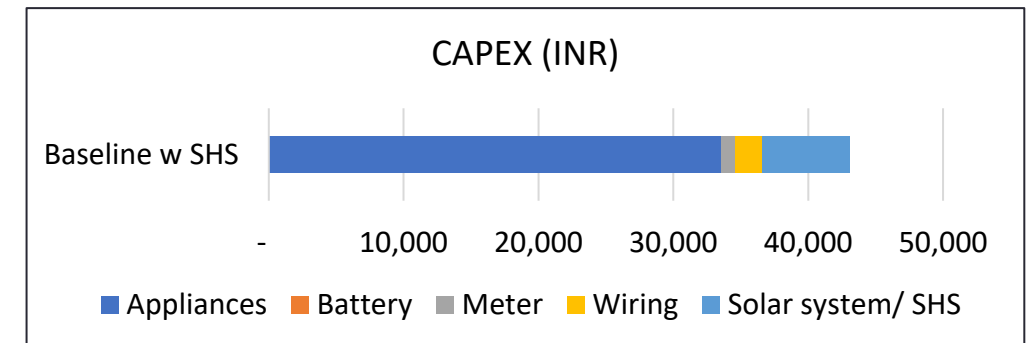 CAPEX (INR)
Baseline w SHS
- 10,000 20,000 30,000 40,000 50,000
Appliances Battery Meter Wiring Solar system/ SHS